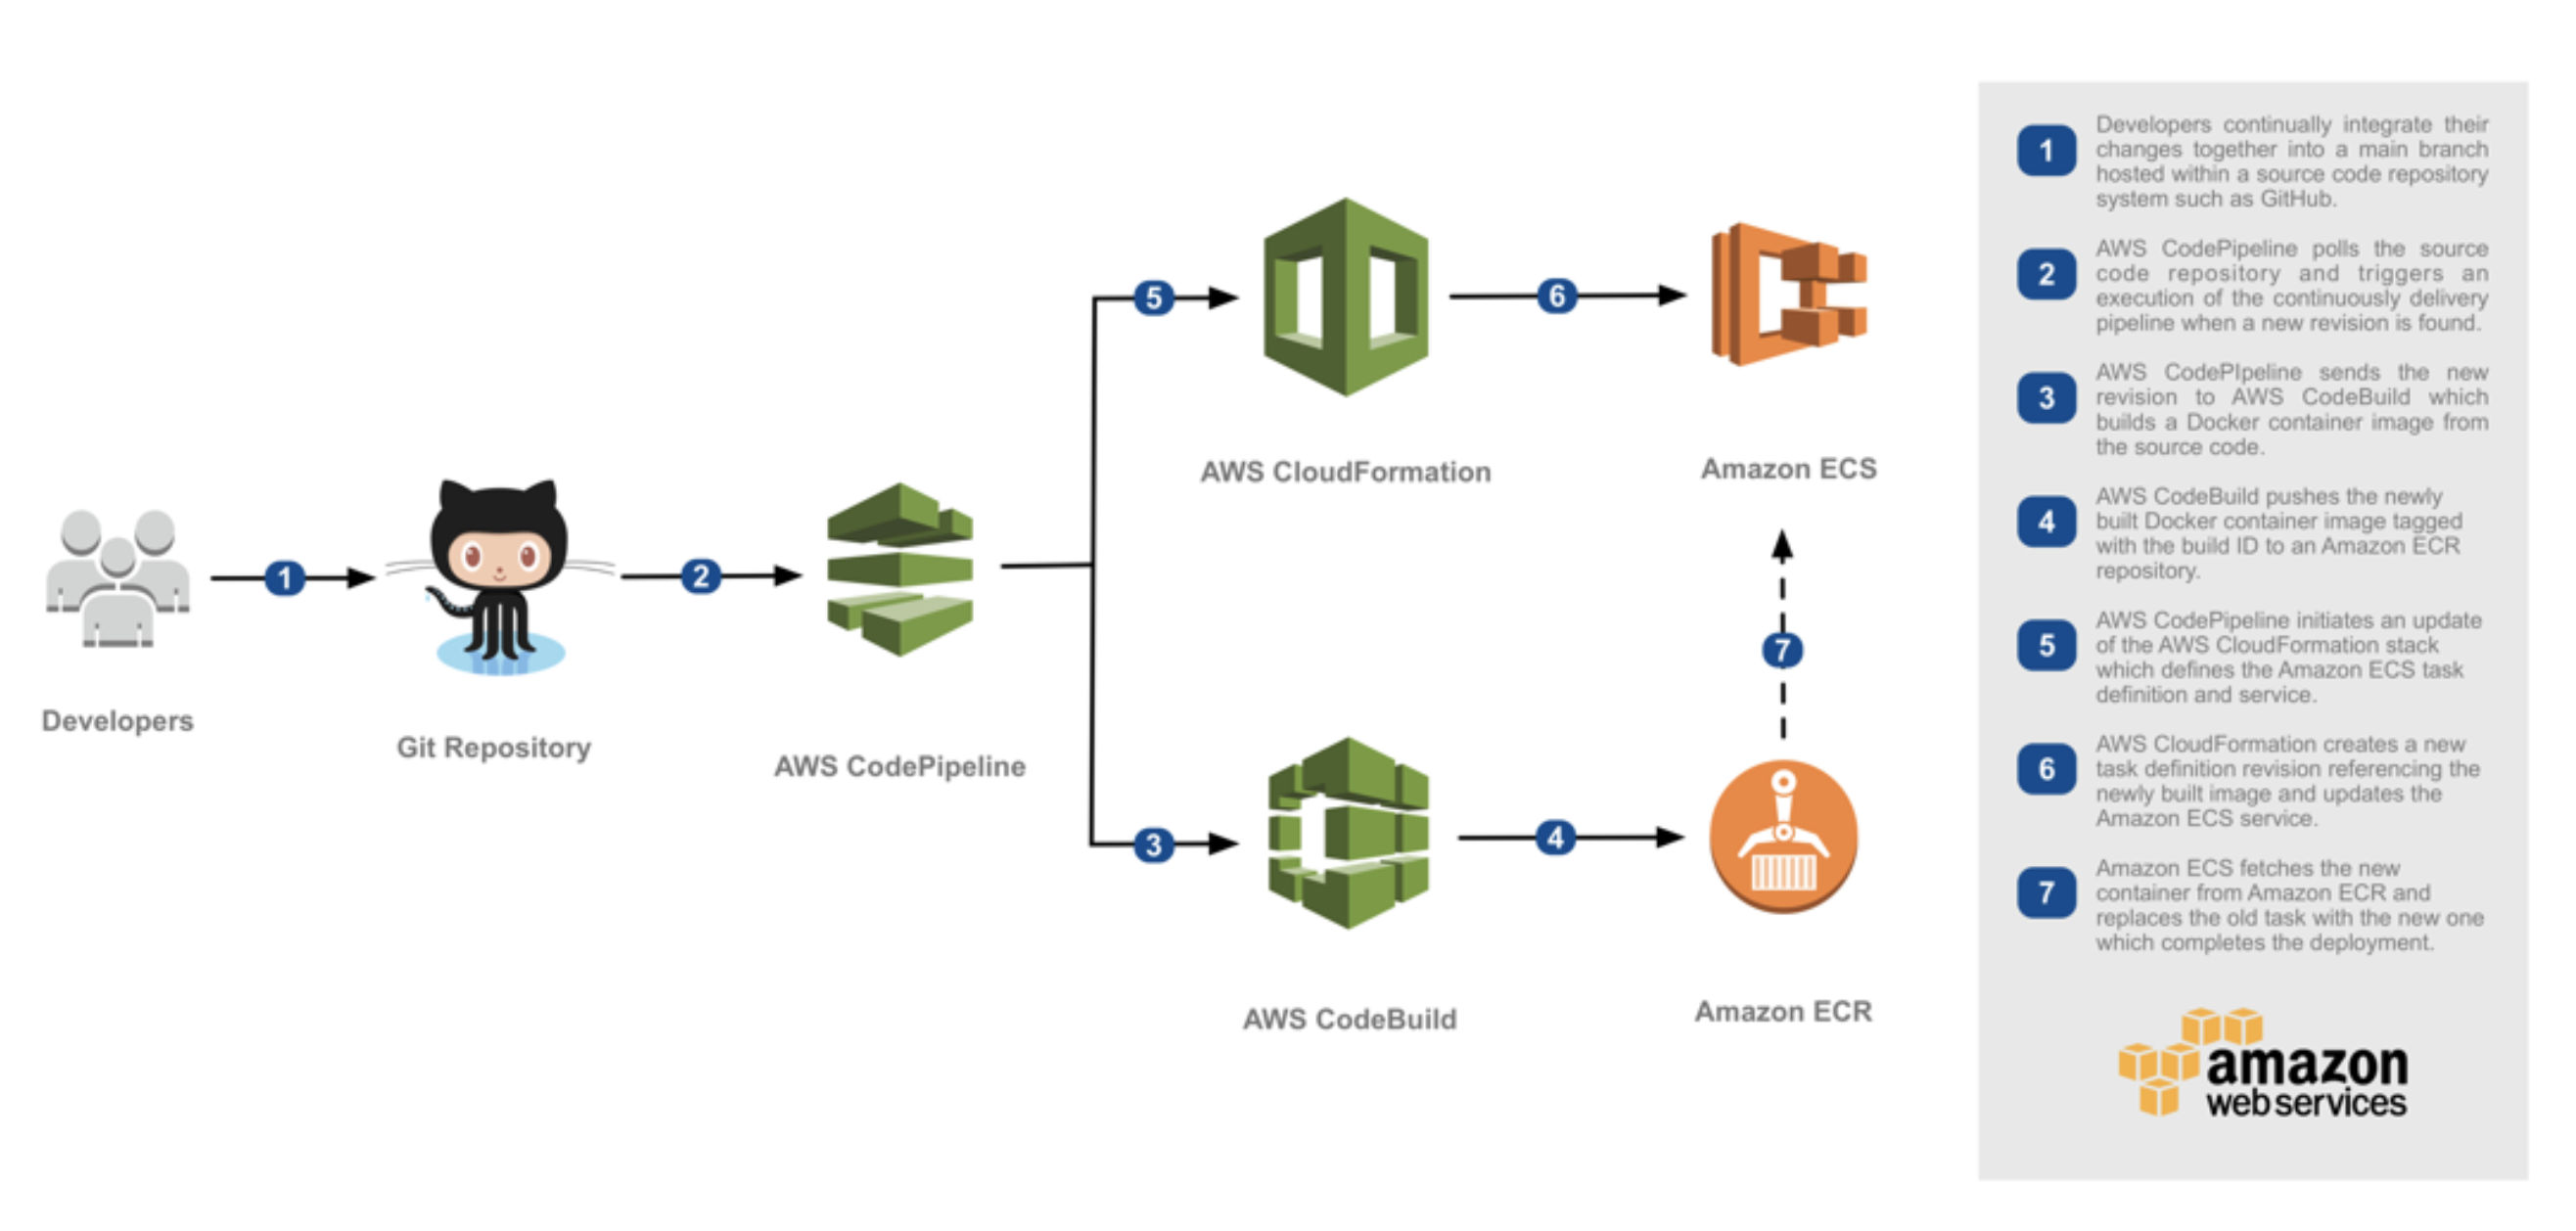 1
Developers
Git Repository
2
AWS CodePipeline
5
AWS CloudFormation
6
Amazon ECS
3
AWS CodeBuild
4
Amazon ECR
7
1
Developers continually integrate their
changes together into a main branch
hosted within a source code repository
system such as GitHub.
2
AWS CodePipeline polls the source
code repository and triggers an
execution of the continuously delivery
pipeline when a new revision is found.
3
AWS CodePIpeline sends the new
revision to AWS CodeBuild which
builds a Docker container image from
the source code.
4
AWS CodeBuild pushes the newly
built Docker container image tagged
with the build ID to an Amazon ECR
repository.
5
AWS CodePipeline initiates an update
of the AWS CloudFormation stack
which defines the Amazon ECS task
definition and service.
6
AWS CloudFormation creates a new
task definition revision referencing the
newly built image and updates the
Amazon ECS service.
7
Amazon ECS fetches the new
container from Amazon ECR and
replaces the old task with the new one
which completes the deployment.
amazon
web services